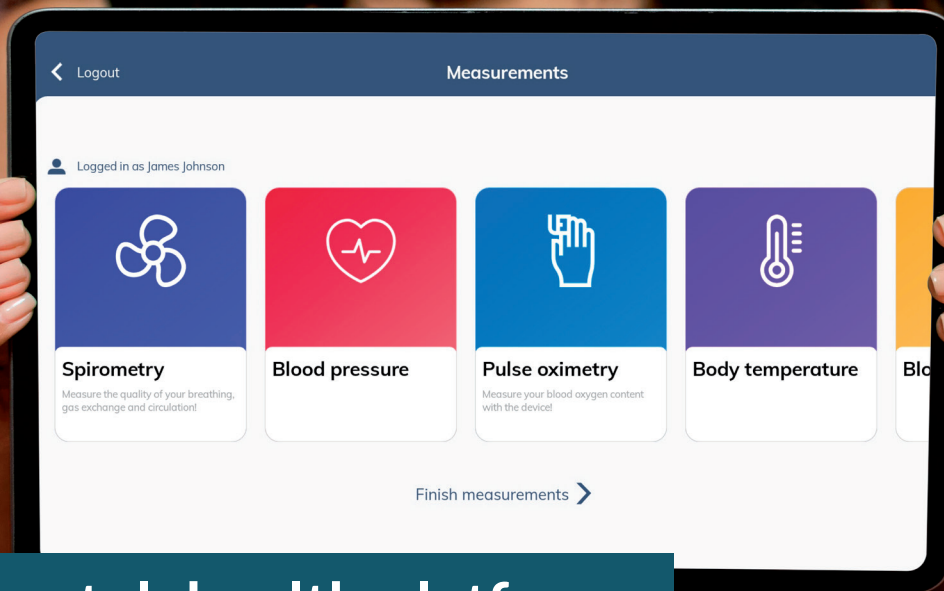 Logout
Measurements
Logged in as James Johnson
Spirometry
Measure the quality of your breathing,
gas exchange and circulation!
Blood pressure
Pulse oximetry
Measure your blood oxygen content
with the device!
Body temperature
Finish measurements